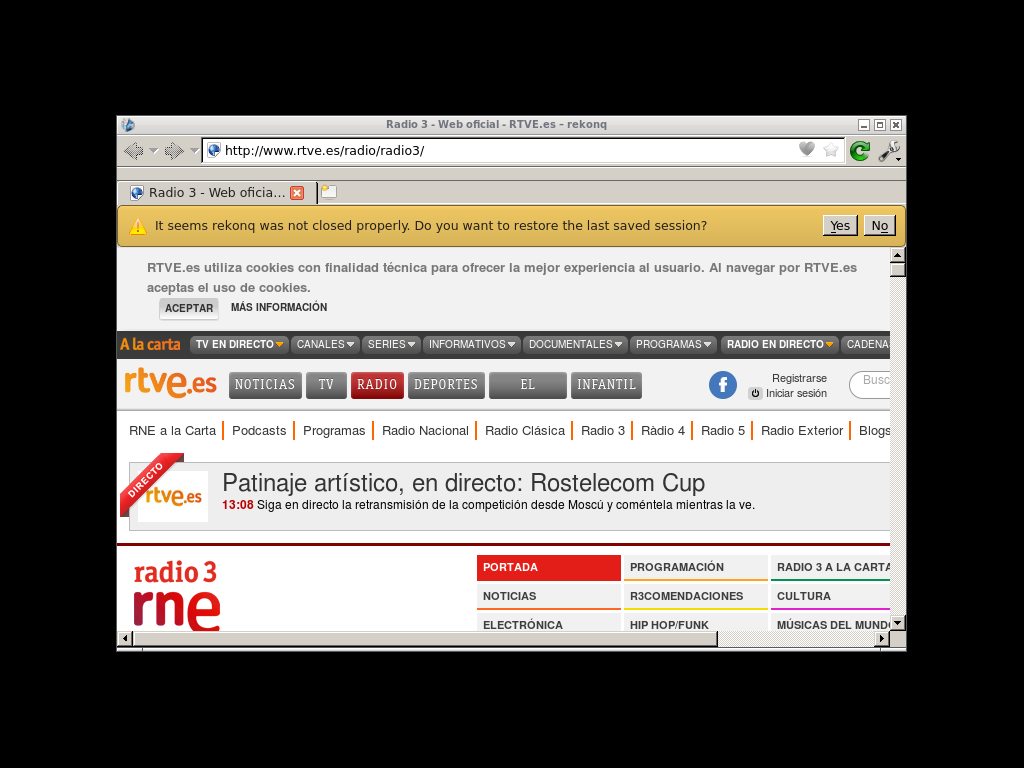 Radio 3 - Web oficial - RTVE.es – rekonq
http://www.rtve.es/radio/radio3/
Radio 3 - Web oficia...
It seems rekonq was not closed properly. Do you want to restore the last saved session?
Yes No
RTVE.es utiliza cookies con finalidad técnica para ofrecer la mejor experiencia al usuario. Al navegar por RTVE.es
aceptas el uso de cookies.
ACEPTAR MÁS INFORMACIÓN
A la carta TV EN DIRECTO CANALES SERIES INFORMATIVOS DOCUMENTALES PROGRAMAS RADIO EN DIRECTO CADENA
rtve.es NOTICIAS TV RADIO DEPORTES EL INFANTIL
f
Registrarse
Iniciar sesión
Busc
RNE a la Carta Podcasts Programas Radio Nacional Radio Clásica Radio 3 Ràdio 4 Radio 5 Radio Exterior Blogs
DIRECTO
rtve.es
Patinaje artístico, en directo: Rostelecom Cup
13:08 Siga en directo la retransmisión de la competición desde Moscú y coméntela mientras la ve.
radio 3
rne
PORTADA PROGRAMACIÓN RADIO 3 A LA CARTA
NOTICIAS R3COMENDACIONES CULTURA
ELECTRÓNICA HIP HOP/FUNK MÚSICAS DEL MUNDO